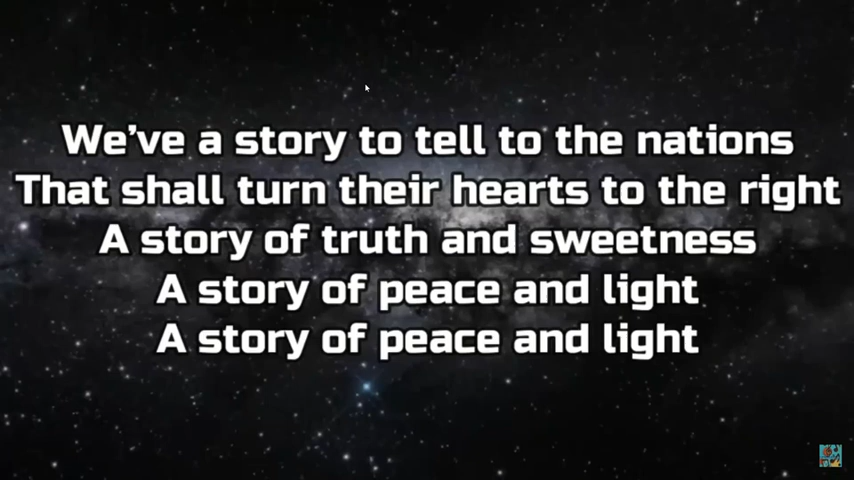 We've a story to tell to the nations
That shall turn their hearts to the right
A story of truth and sweetness
A story of peace and light
A story of peace and light